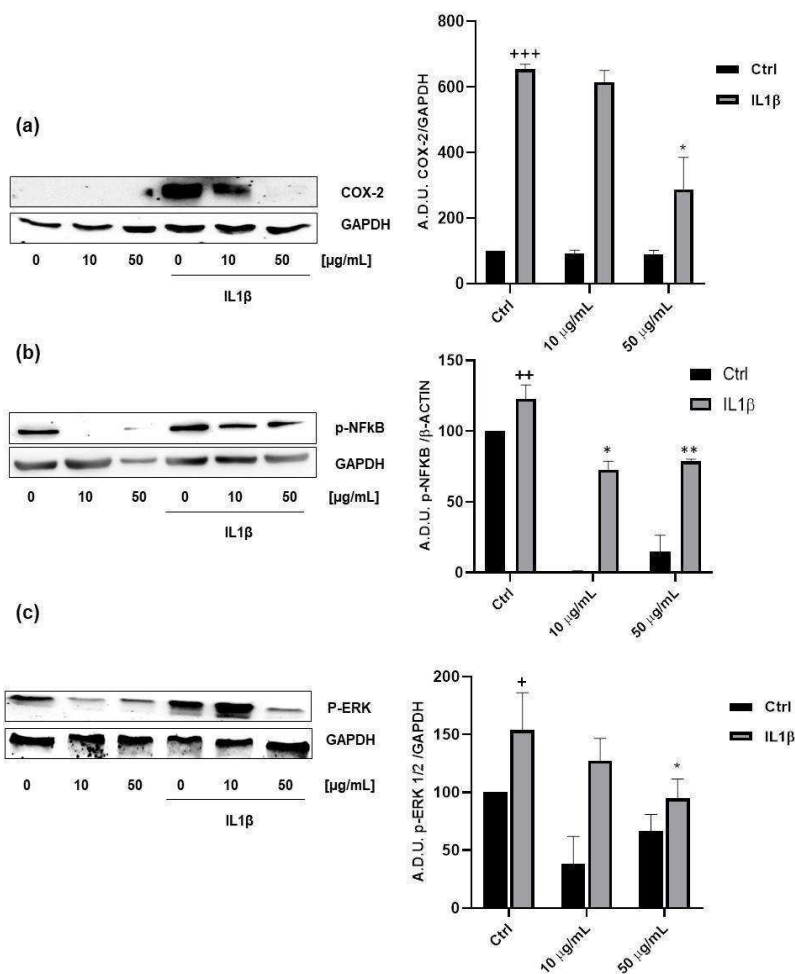 (a)
COX-2
GAPDH
0 10 50 0 10 50 [µg/mL]
IL1β
A.D.U. COX-2/GAPDH
800
600
400
200
0
+++
*
Ctrl
IL1β
Ctrl
10 µg/mL
50 µg/mL
(b)
p-NFkB
GAPDH
0 10 50 0 10 50 [µg/mL]
IL1β
A.D.U. p-NFKB /β-ACTIN
150
100
50
0
++
*
**
Ctrl
IL1β
Ctrl
10 µg/mL
50 µg/mL
(c)
P-ERK
GAPDH
0 10 50 0 10 50 [µg/mL]
IL1β
A.D.U. p-ERK 1/2 /GAPDH
200
150
100
50
0
+
*
Ctrl
IL1β
Ctrl
10 µg/mL
50 µg/mL